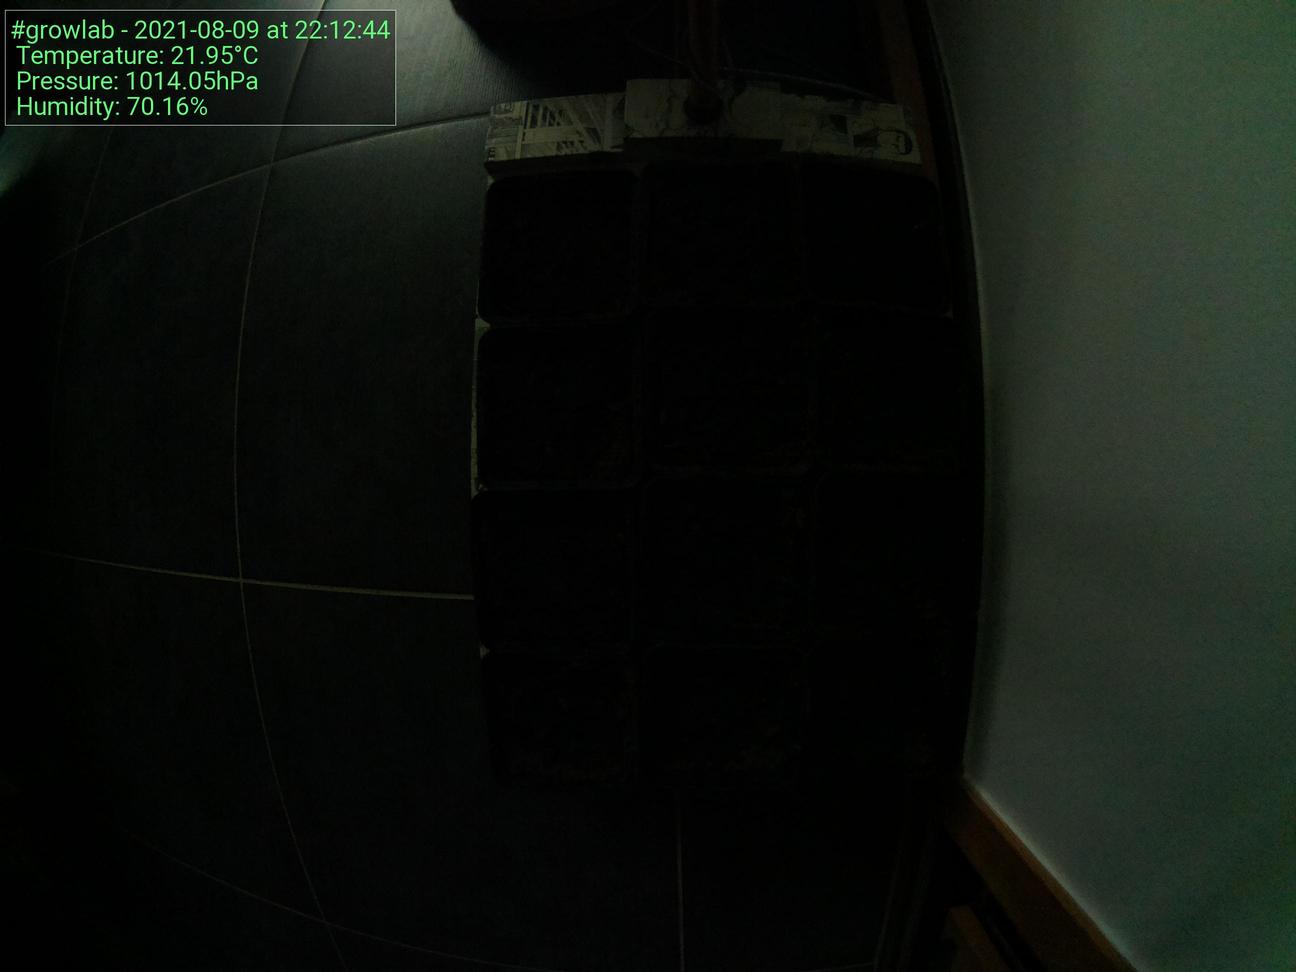 #growlab - 2021-08-09 at 22:12:44
Temperature: 21.95°C
Pressure: 1014.05hPa
Humidity: 70.16%